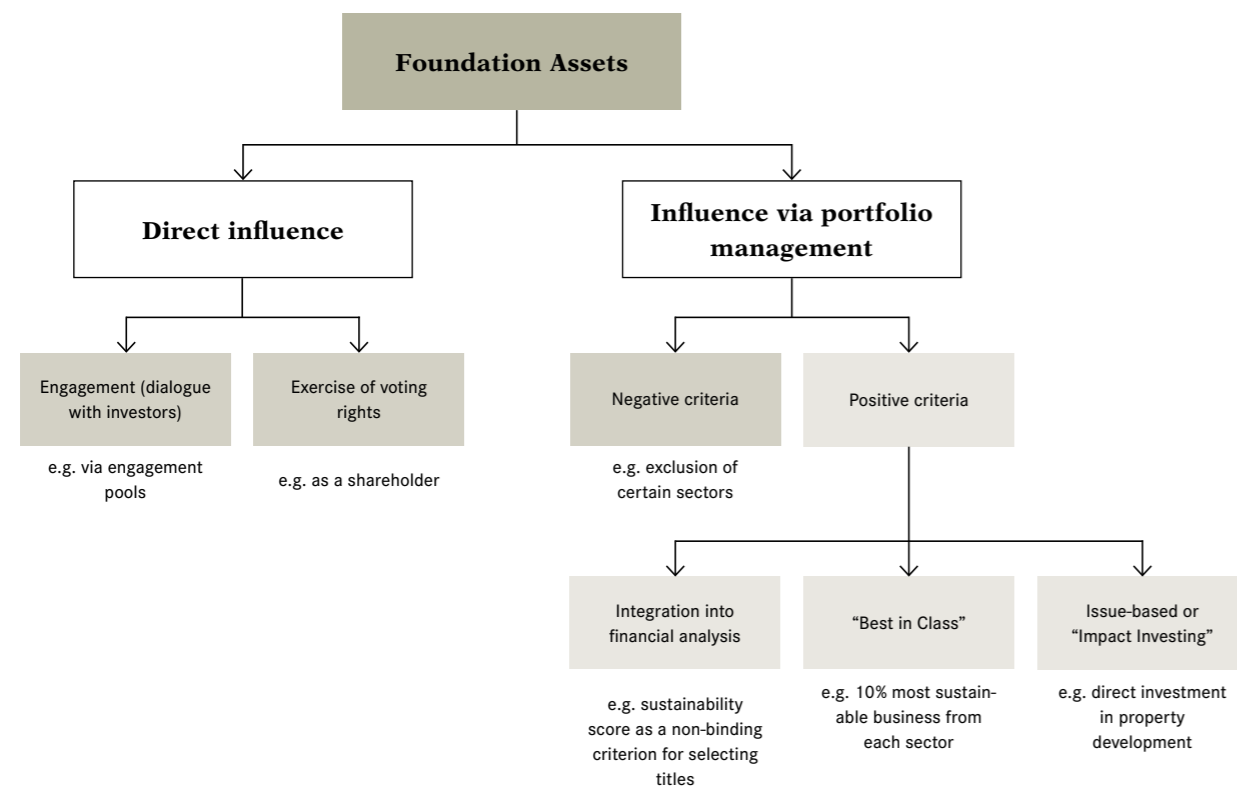 Foundation Assets
Direct influence
Influence via portfolio
management
Engagement (dialogue
with investors)
e.g. via engagement
pools
Exercise of voting
rights
e.g. as a shareholder
Negative criteria
e.g. exclusion of
certain sectors
Positive criteria
Integration into
financial analysis
e.g. sustainability
score as a non-binding
criterion for selecting
titles
“Best in Class”
e.g. 10% most sustain-
able business from
each sector
Issue-based or
“Impact Investing”
e.g. direct investment
in property
development